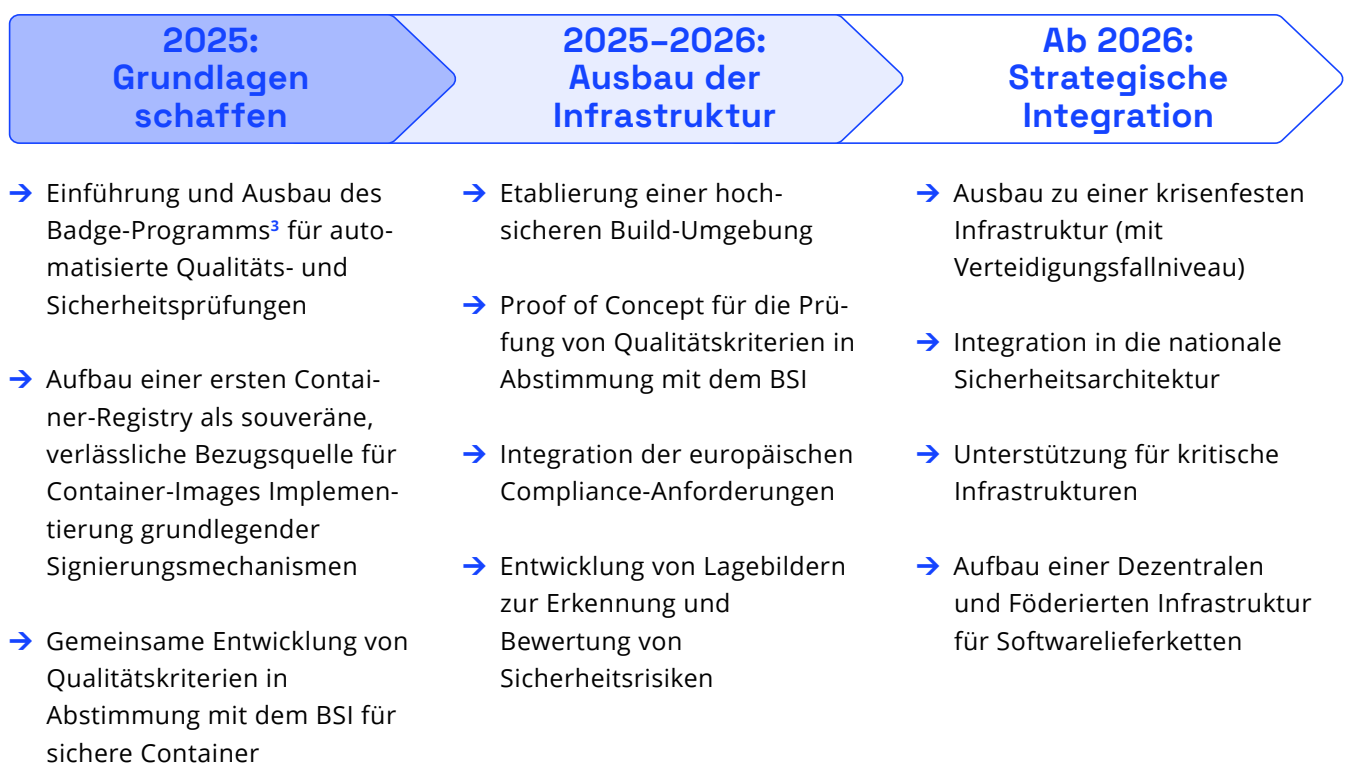 2025:
Grundlagen
schaffen
→ Einführung und Ausbau des
Badge-Programms³ für auto-
matisierte Qualitäts- und
Sicherheitsprüfungen
→ Aufbau einer ersten Contai-
ner-Registry als souveräne,
verlässliche Bezugsquelle für
Container-Images Implemen-
tierung grundlegender
Signierungsmechanismen
→ Gemeinsame Entwicklung von
Qualitätskriterien in
Abstimmung mit dem BSI für
sichere Container
2025–2026:
Ausbau der
Infrastruktur
→ Etablierung einer hoch-
sicheren Build-Umgebung
→ Proof of Concept für die Prü-
fung von Qualitätskriterien in
Abstimmung mit dem BSI
→ Integration der europäischen
Compliance-Anforderungen
→ Entwicklung von Lagebildern
zur Erkennung und
Bewertung von
Sicherheitsrisiken
Ab 2026:
Strategische
Integration
→ Ausbau zu einer krisenfesten
Infrastruktur (mit
Verteidigungsfallniveau)
→ Integration in die nationale
Sicherheitsarchitektur
→ Unterstützung für kritische
Infrastrukturen
→ Aufbau einer Dezentralen
und Föderierten Infrastruktur
für Softwarelieferketten